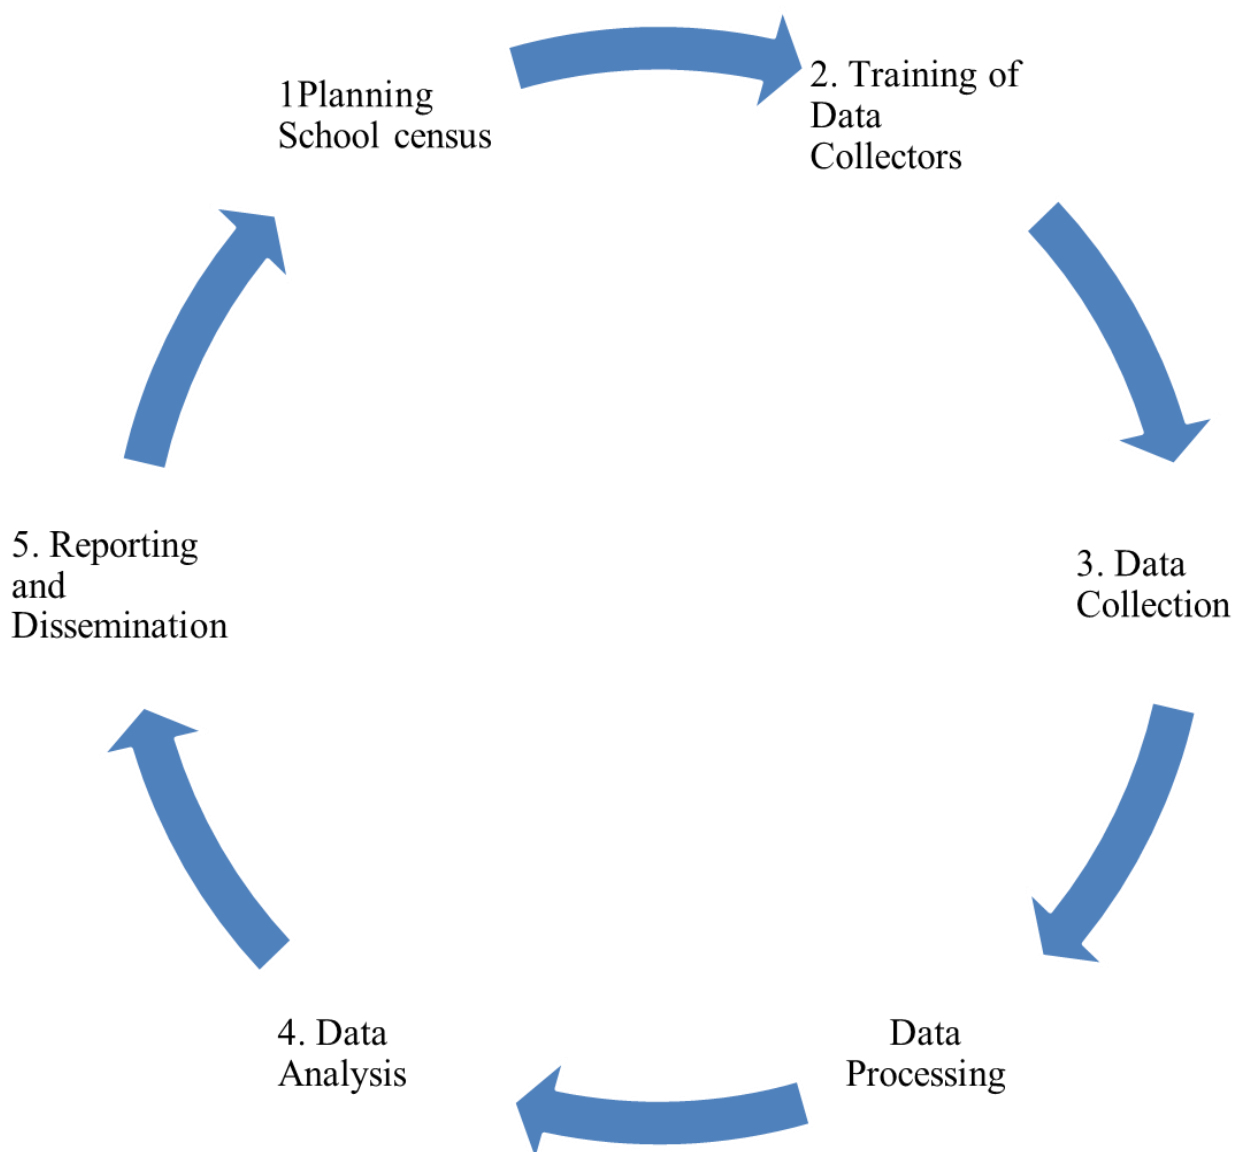 1Planning
School census
2. Training of
Data
Collectors
3. Data
Collection
Data
Processing
4. Data
Analysis
5. Reporting
and
Dissemination